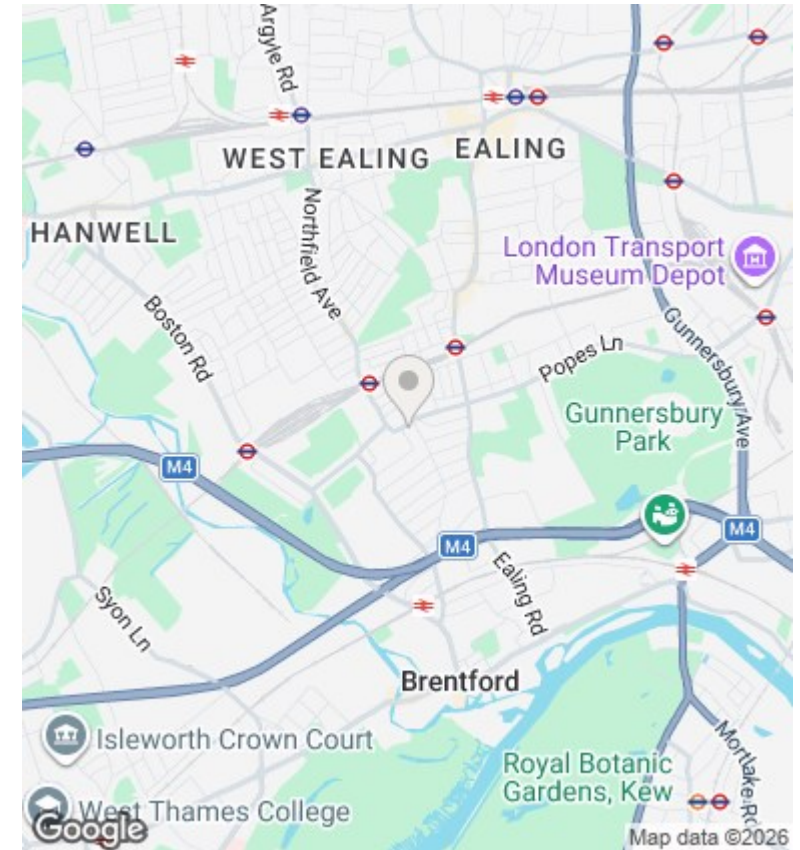 Argyle Rd
WEST EALING
EALING
HANWELL
Northfield Ave
London Transport
Museum Depot
Boston Rd
Gunnersbury Ave
Popes Ln
Gunnersbury
Park
M4
M4
M4
Ealing Rd
Syon Ln
Brentford
Isleworth Crown Court
Mortlake Rd
Royal Botanic
Gardens, Kew
West Thames College
Google
Map data ©2026